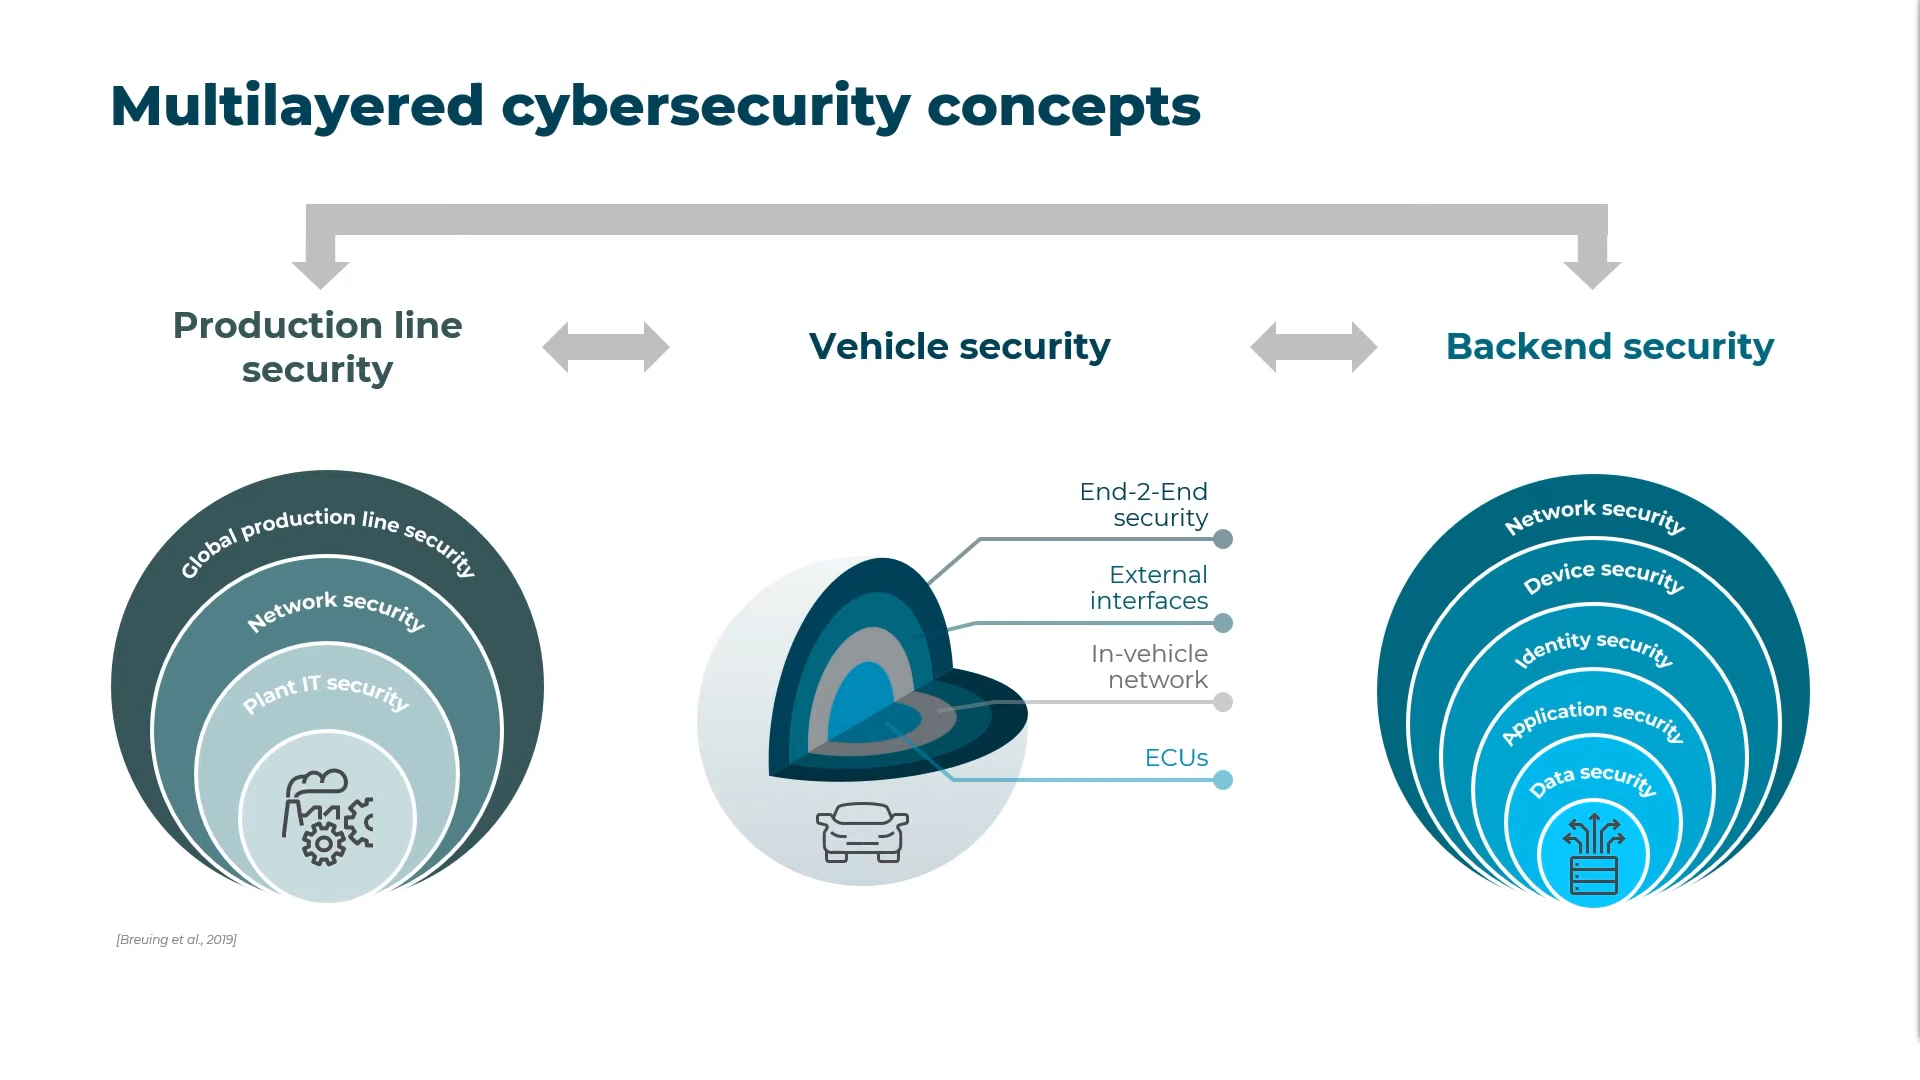 Multilayered cybersecurity concepts
Production line
security
Vehicle security
Backend security
Global production line security
Network security
Plant IT security
End-2-End
security
External
interfaces
In-vehicle
network
ECUs
Network security
Device security
Identity security
Application security
Data security
[Breuing et al., 2019]